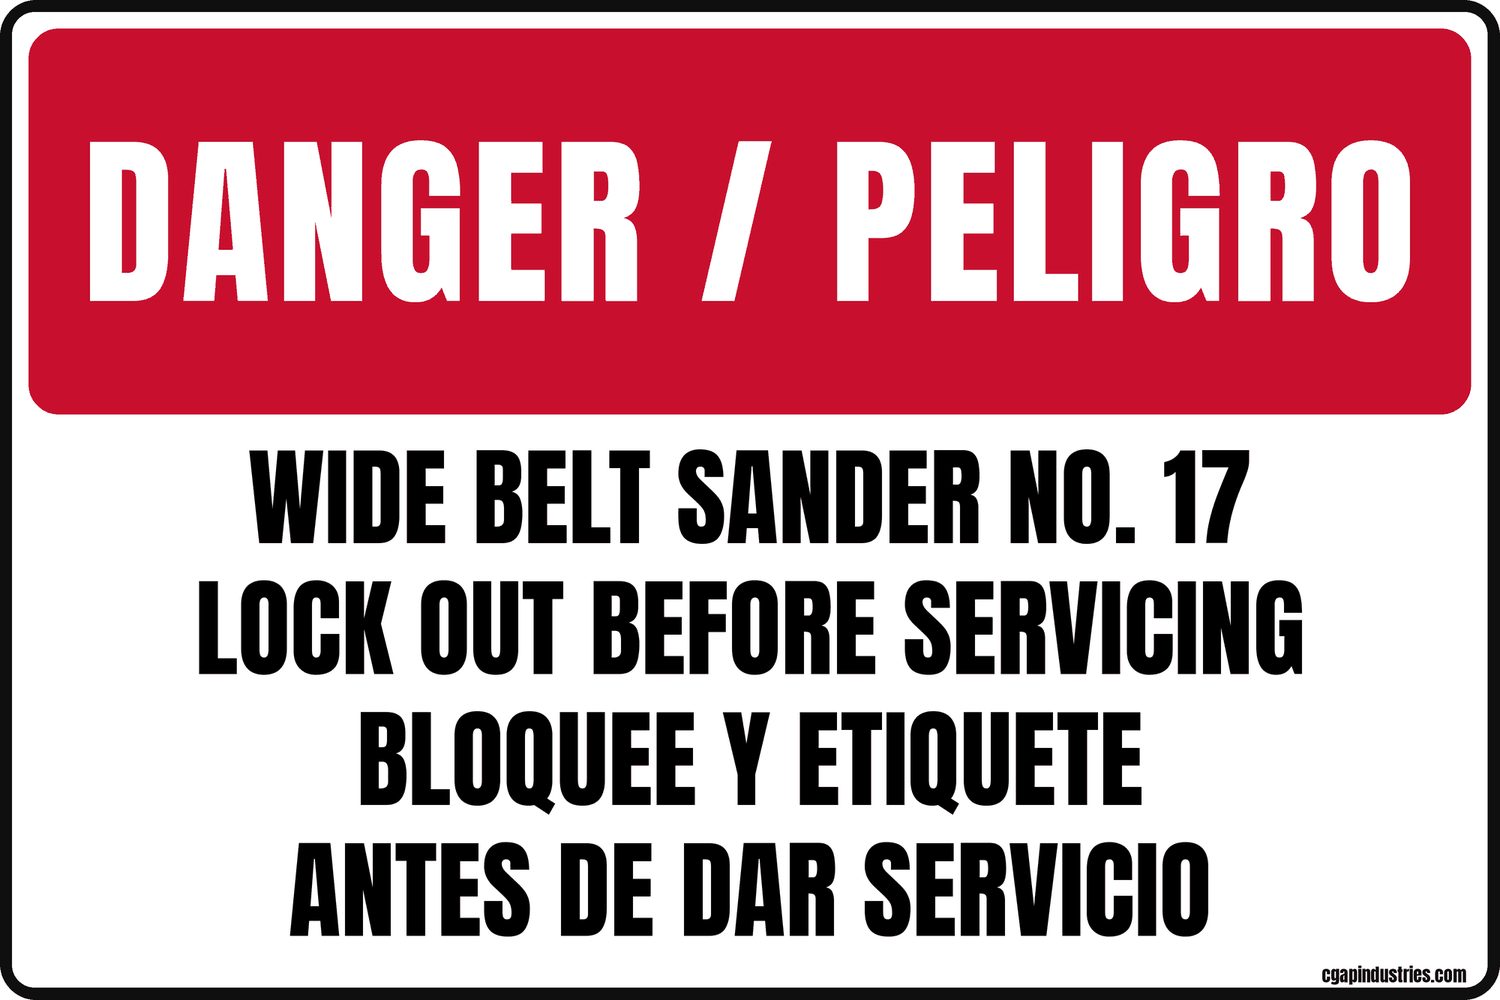 DANGER / PELIGRO
WIDE BELT SANDER NO. 17
LOCK OUT BEFORE SERVICING
BLOQUEE Y ETIQUETE
ANTES DE DAR SERVICIO
cgapindustries.com